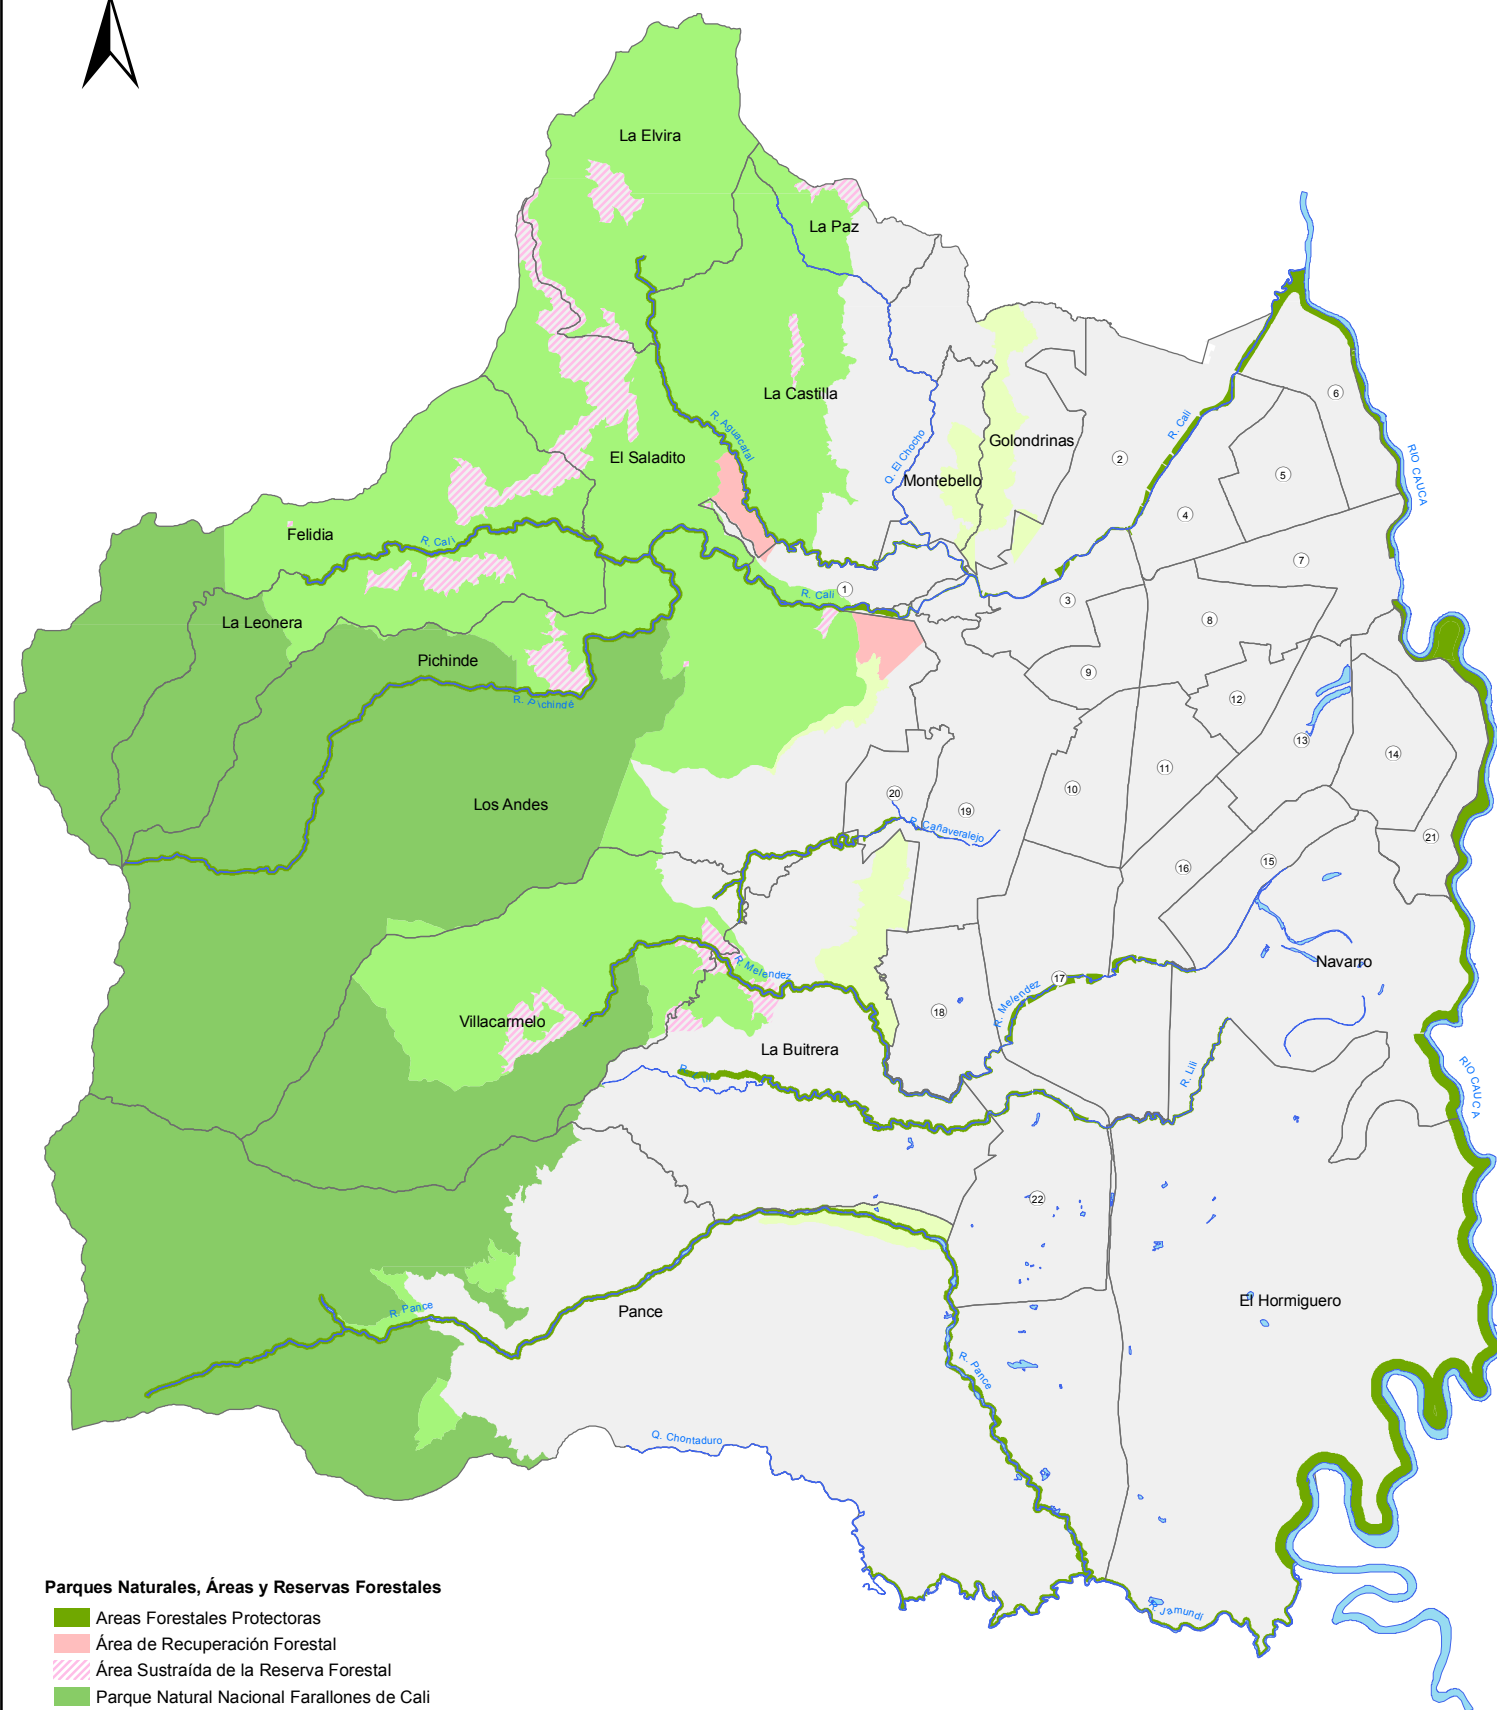 La Elvira
La Paz
La Castilla
R. Aguacatal
El Saladito
Q. El Chocho
Montebello
Golondrinas
R. Cali
RIO CAUCA
2
6
5
4
7
Felidia
R. Cali
1
R. Cali
3
8
La Leonera
Pichinde
R. Pichindé
9
12
13
14
11
10
Los Andes
20
19
R. Cañaveralejo
21
15
16
R. Melendez
Navarro
17
18
R. Melendez
Villacarmelo
La Buitrera
R. Lili
RIO CAUCA
22
El Hormiguero
R. Pance
Pance
R. Pance
Q. Chontaduro
R. Jamundi
Parques Naturales, Áreas y Reservas Forestales
Areas Forestales Protectoras
Área de Recuperación Forestal
Área Sustraída de la Reserva Forestal
Parque Natural Nacional Farallones de Cali